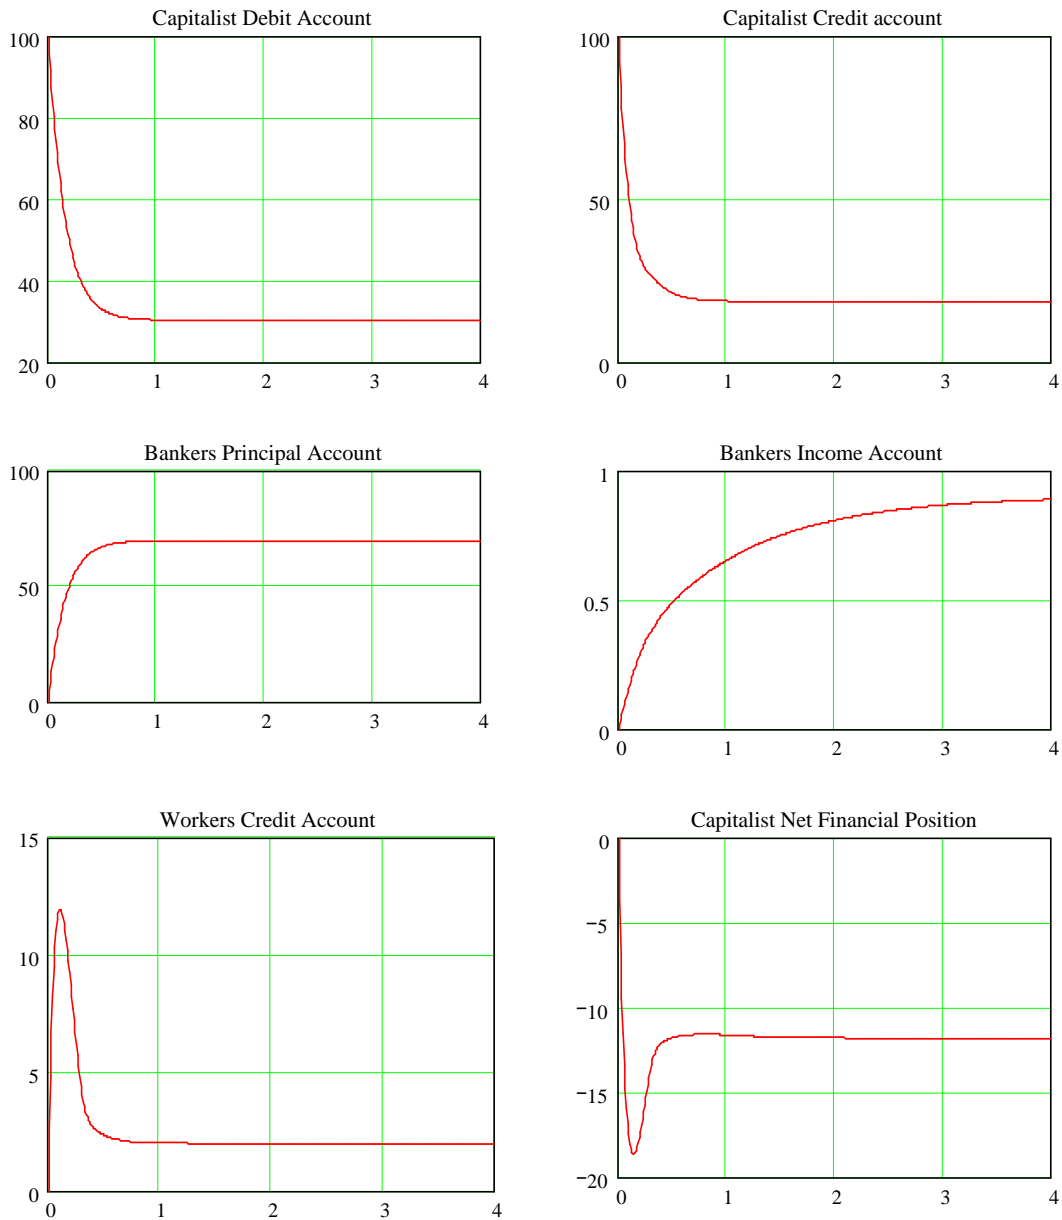 Capitalist Debit Account
100
80
60
40
20
0 1 2 3 4
Capitalist Credit account
100
50
0
0 1 2 3 4
Bankers Principal Account
100
50
0
0 1 2 3 4
Bankers Income Account
1
0.5
0
0 1 2 3 4
Workers Credit Account
15
10
5
0
0 1 2 3 4
Capitalist Net Financial Position
0
−5
−10
−15
−20
0 1 2 3 4